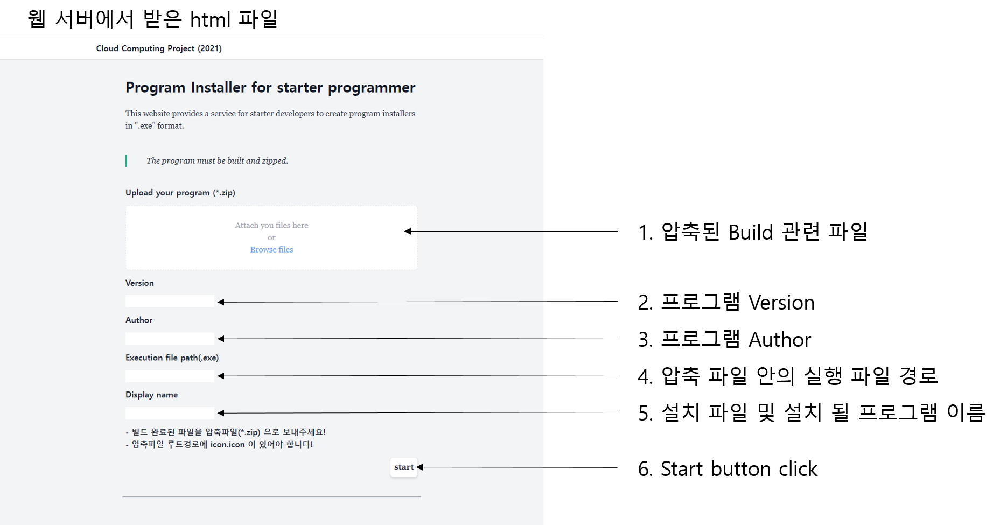 웹 서버에서 받은 html 파일
Cloud Computing Project (2021)
Program Installer for starter programmer
This website provides a service for starter developers to create program installers
in ".exe" format.
The program must be built and zipped.
Upload your program (*.zip)
Attach you files here
or
Browse files
1. 압축된 Build 관련 파일
Version
2. 프로그램 Version
Author
3. 프로그램 Author
Execution file path(.exe)
4. 압축 파일 안의 실행 파일 경로
Display name
5. 설치 파일 및 설치 될 프로그램 이름
- 빌드 완료된 파일을 압축파일(*.zip) 으로 보내주세요!
- 압축파일 루트경로에 icon.icon 이 있어야 합니다!
start
6. Start button click